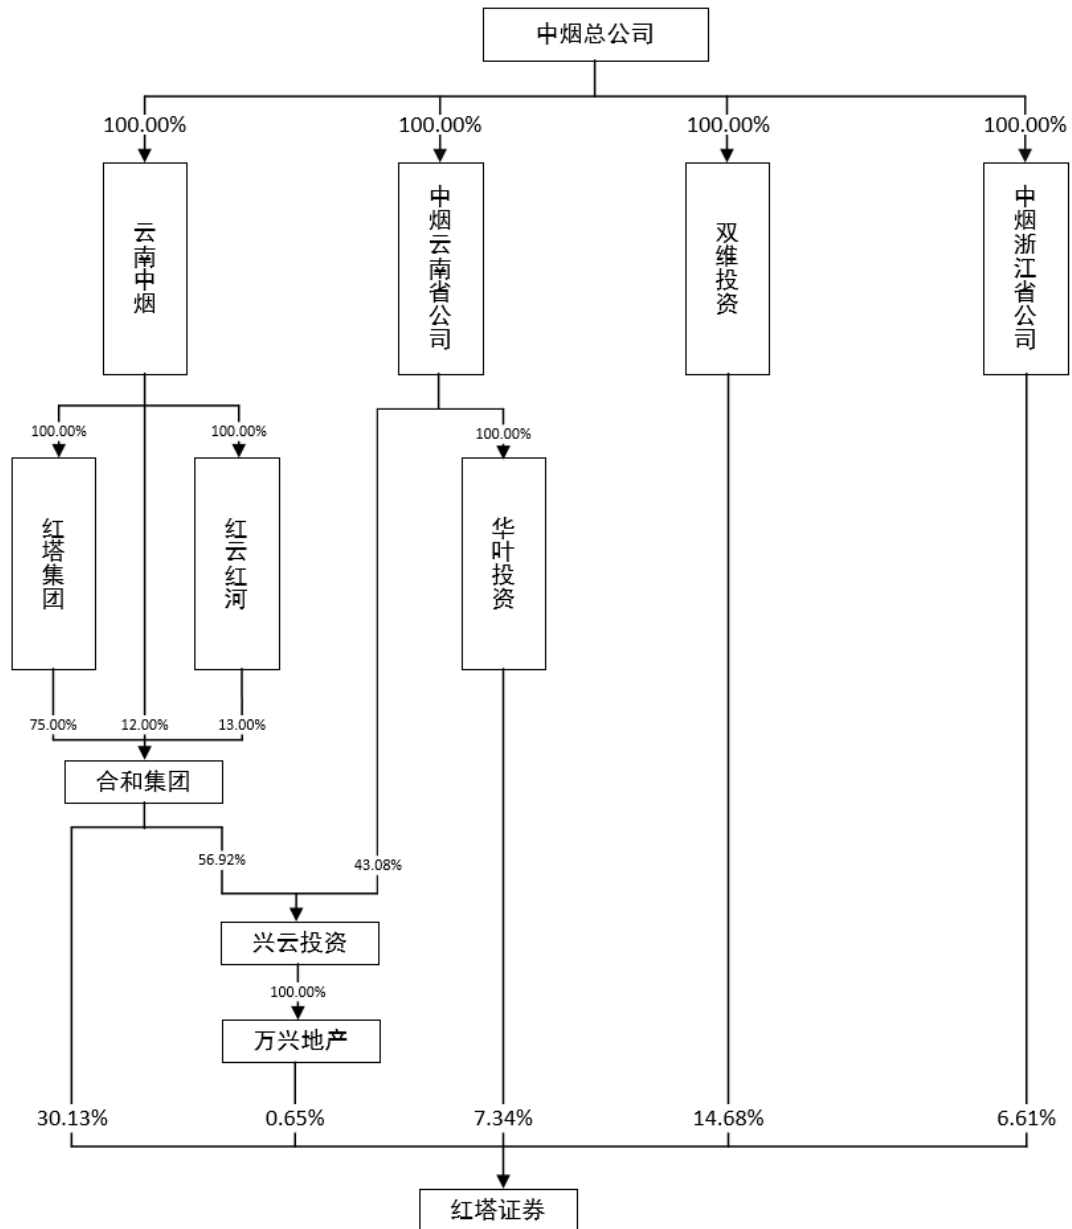 中烟总公司
100.00%
100.00%
100.00%
100.00%
云南中烟
中烟云南省公司
双维投资
中烟浙江省公司
100.00%
100.00%
100.00%
红塔集团
红云红河
华叶投资
75.00%
12.00%
13.00%
合和集团
56.92%
43.08%
兴云投资
100.00%
万兴地产
30.13%
0.65%
7.34%
14.68%
6.61%
红塔证券